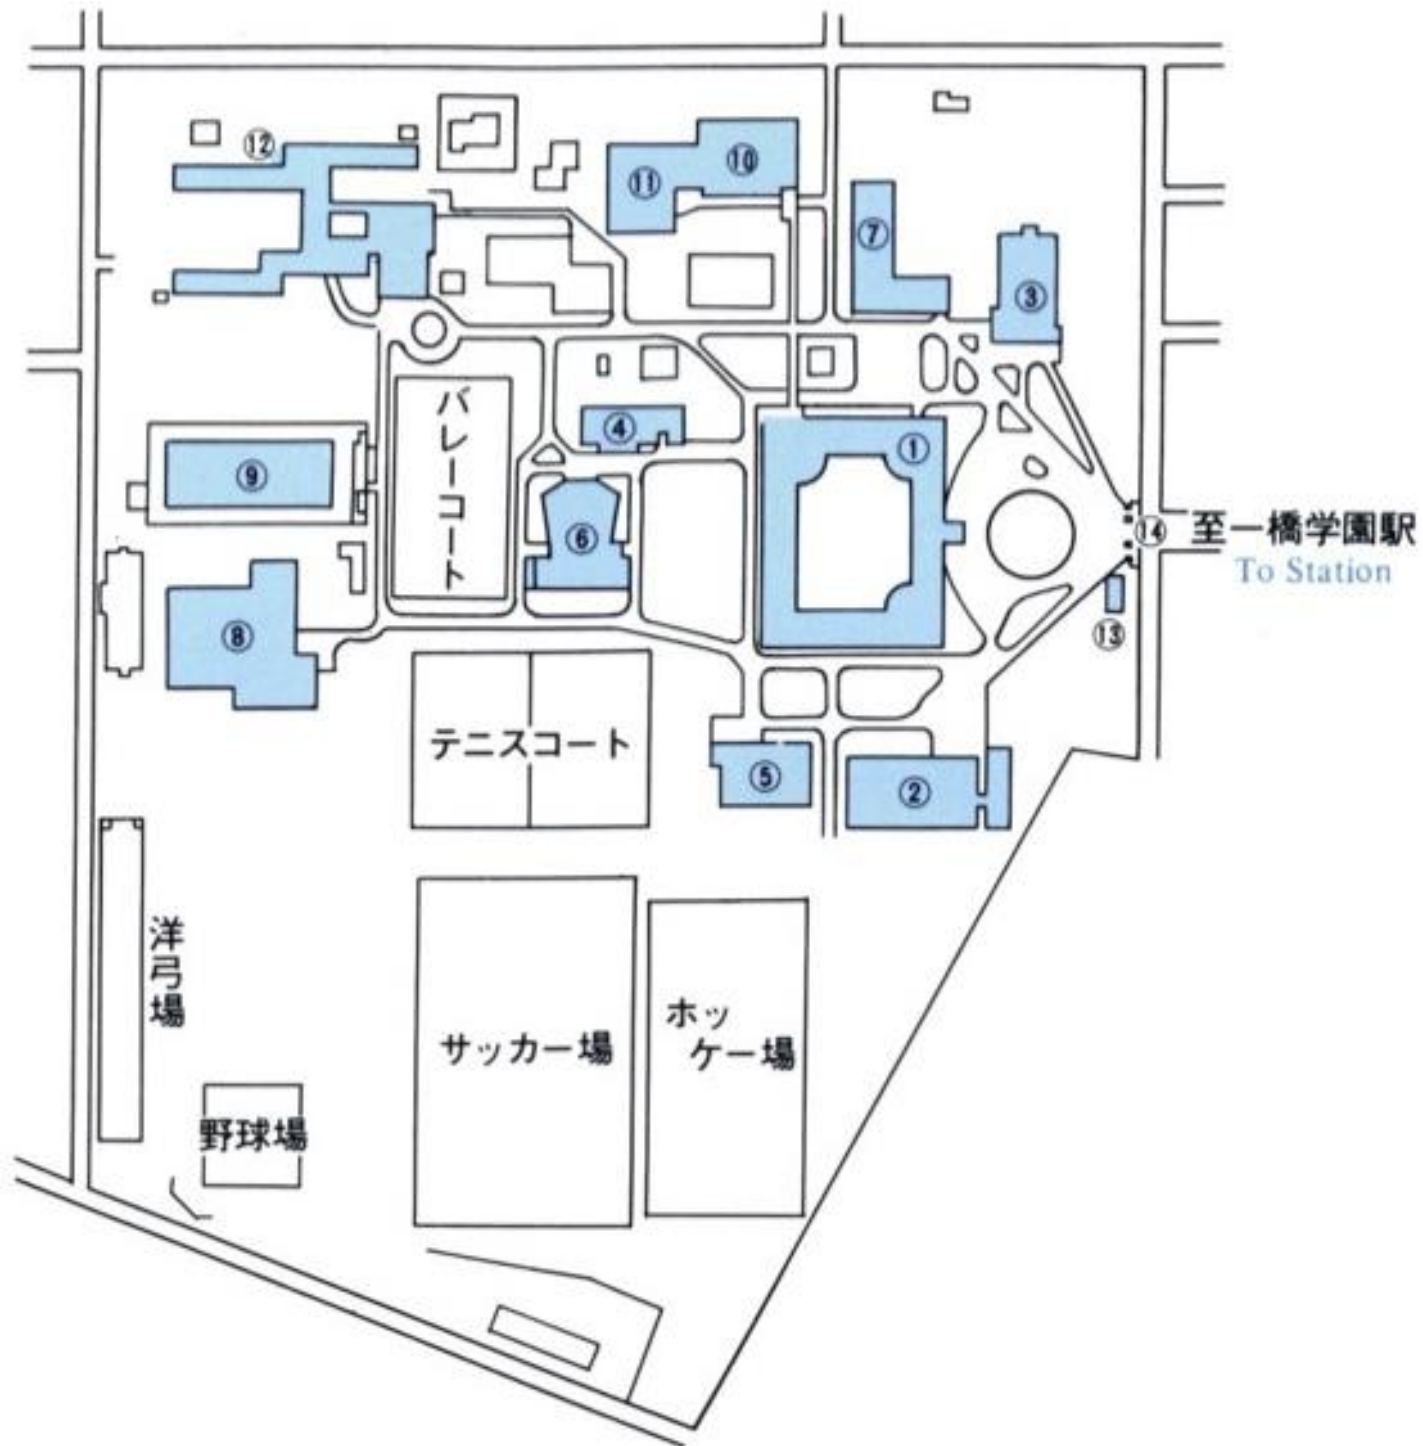 ⑫
⑩
⑪
⑦
③
バレーコート
④
①
⑨
⑥
⑭ 至一橋学園駅
To Station
⑬
⑧
テニスコート
⑤
②
洋弓場
サッカー場
ホッ
ケー場
野球場